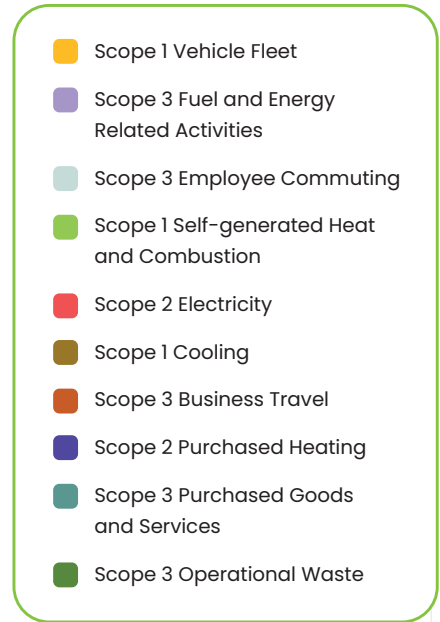 Scope 1 Vehicle Fleet
Scope 3 Fuel and Energy
Related Activities
Scope 3 Employee Commuting
Scope 1 Self-generated Heat
and Combustion
Scope 2 Electricity
Scope 1 Cooling
Scope 3 Business Travel
Scope 2 Purchased Heating
Scope 3 Purchased Goods
and Services
Scope 3 Operational Waste